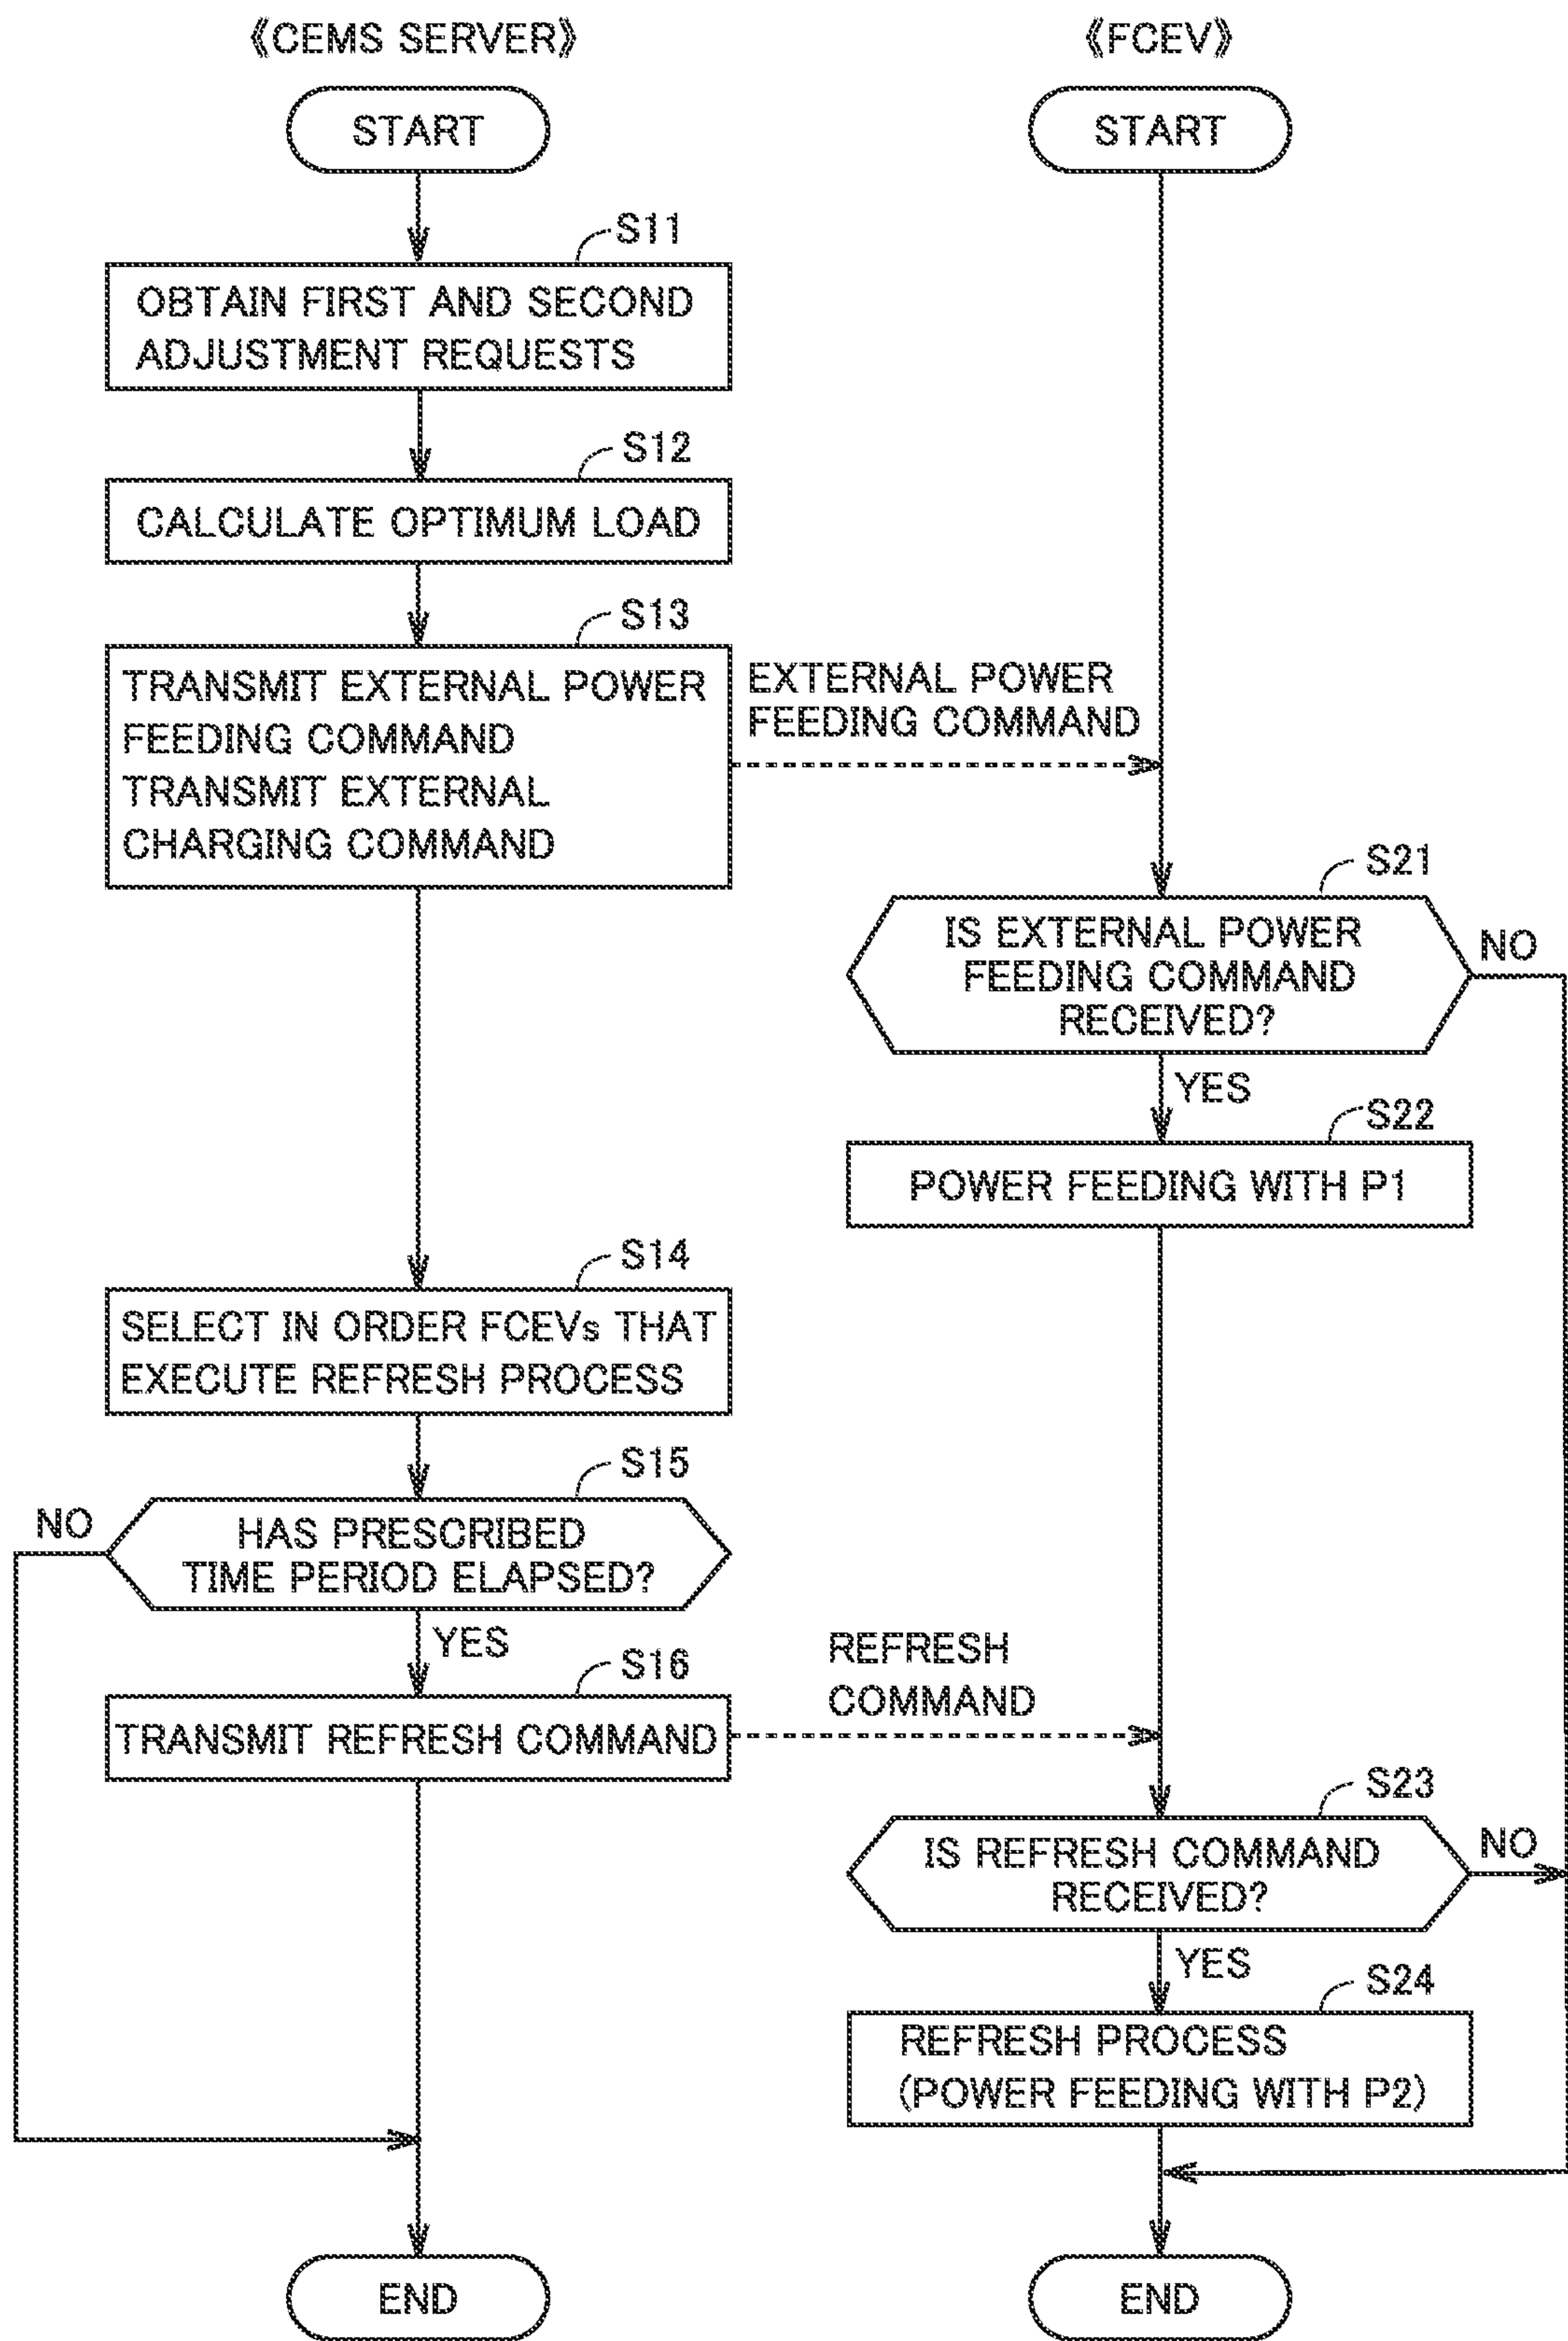 《CEMS SERVER》
START
S11
OBTAIN FIRST AND SECOND
ADJUSTMENT REQUESTS
S12
CALCULATE OPTIMUM LOAD
S13
TRANSMIT EXTERNAL POWER
FEEDING COMMAND
TRANSMIT EXTERNAL
CHARGING COMMAND
EXTERNAL POWER
FEEDING COMMAND
S14
SELECT IN ORDER FCEVs THAT
EXECUTE REFRESH PROCESS
S15
HAS PRESCRIBED
TIME PERIOD ELAPSED?
NO
YES
S16
TRANSMIT REFRESH COMMAND
REFRESH
COMMAND
END
《FCEV》
START
S21
IS EXTERNAL POWER
FEEDING COMMAND
RECEIVED?
NO
YES
S22
POWER FEEDING WITH P1
S23
IS REFRESH COMMAND
RECEIVED?
NO
YES
S24
REFRESH PROCESS
(POWER FEEDING WITH P2)
END